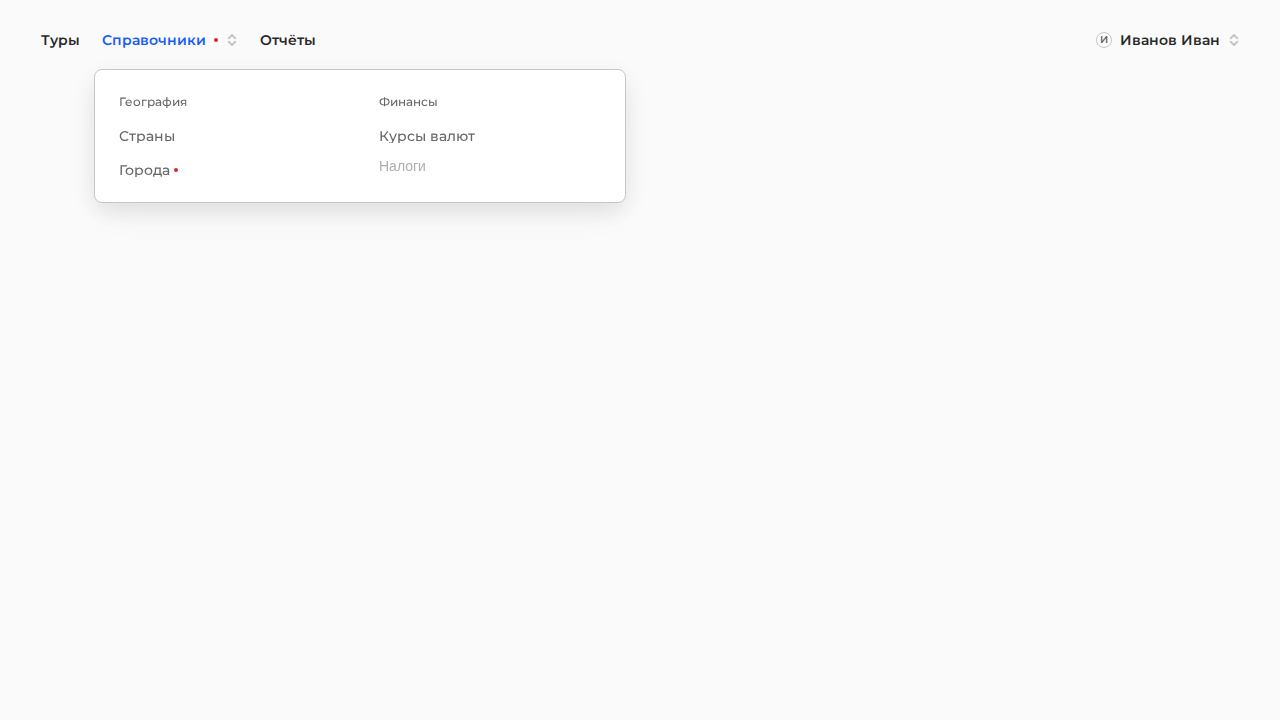 Туры Справочники Отчёты И Иванов Иван
География
Страны
Города
Финансы
Курсы валют
Налоги